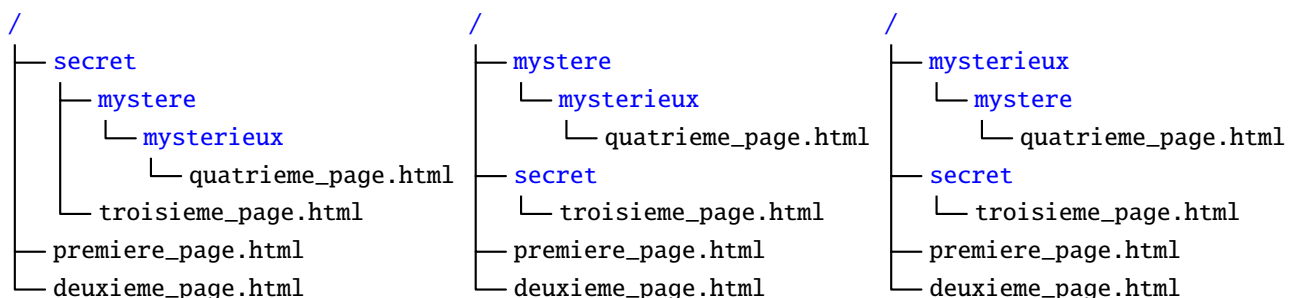 /
secret
mystere
mysterieux
quatrieme_page.html
troisieme_page.html
premiere_page.html
deuxieme_page.html
/
mystere
mysterieux
quatrieme_page.html
secret
troisieme_page.html
premiere_page.html
deuxieme_page.html
/
mysterieux
mystere
quatrieme_page.html
secret
troisieme_page.html
premiere_page.html
deuxieme_page.html